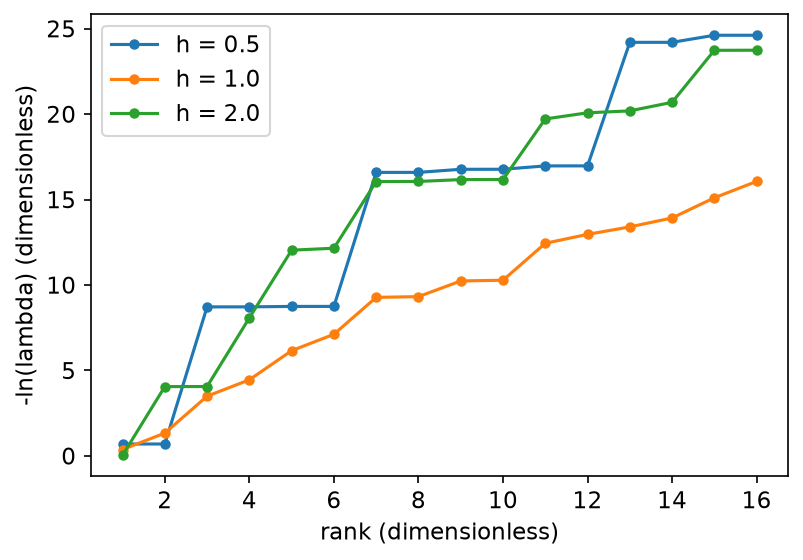 h = 0.5
h = 1.0
h = 2.0
-ln(lambda) (dimensionless)
25
20
15
10
5
0
2 4 6 8 10 12 14 16
rank (dimensionless)